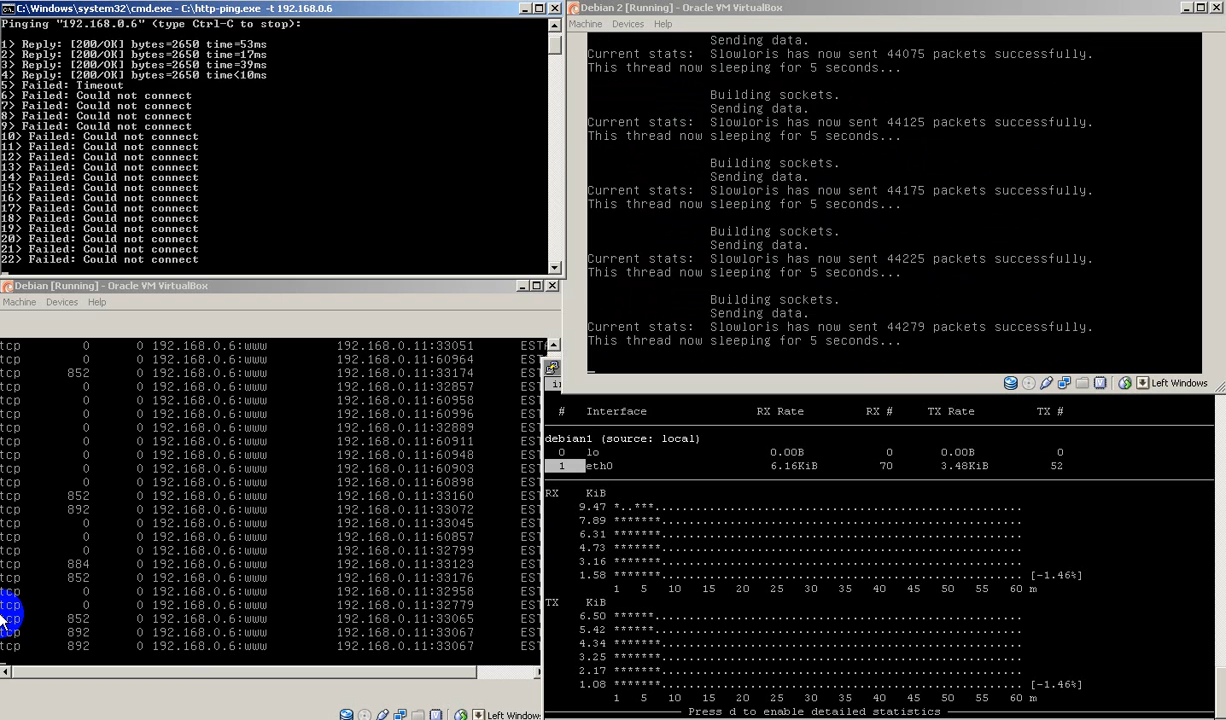 C:\Windows\system32\cmd.exe - C:\http-ping.exe -t 192.168.0.6
Pinging "192.168.0.6" (type Ctrl-C to stop):
1> Reply: [200/OK] bytes=2650 time=53ms
2> Reply: [200/OK] bytes=2650 time=17ms
3> Reply: [200/OK] bytes=2650 time=39ms
4> Reply: [200/OK] bytes=2650 time<10ms
5> Failed: Timeout
6> Failed: Could not connect
7> Failed: Could not connect
8> Failed: Could not connect
9> Failed: Could not connect
10> Failed: Could not connect
11> Failed: Could not connect
12> Failed: Could not connect
13> Failed: Could not connect
14> Failed: Could not connect
15> Failed: Could not connect
16> Failed: Could not connect
17> Failed: Could not connect
18> Failed: Could not connect
19> Failed: Could not connect
20> Failed: Could not connect
21> Failed: Could not connect
22> Failed: Could not connect
Debian 2 [Running] - Oracle VM VirtualBox
Machine Devices Help
Sending data.
Current stats: Slowloris has now sent 44075 packets successfully.
This thread now sleeping for 5 seconds...
Building sockets.
Sending data.
Current stats: Slowloris has now sent 44125 packets successfully.
This thread now sleeping for 5 seconds...
Building sockets.
Sending data.
Current stats: Slowloris has now sent 44175 packets successfully.
This thread now sleeping for 5 seconds...
Building sockets.
Sending data.
Current stats: Slowloris has now sent 44225 packets successfully.
This thread now sleeping for 5 seconds...
Building sockets.
Sending data.
Current stats: Slowloris has now sent 44279 packets successfully.
This thread now sleeping for 5 seconds...
Left Windows
Debian [Running] - Oracle VM VirtualBox
Machine Devices Help
tcp 0 0 192.168.0.6:www 192.168.0.11:33051
tcp 0 0 192.168.0.6:www 192.168.0.11:60964 EST
tcp 852 0 192.168.0.6:www 192.168.0.11:33174 EST
tcp 0 0 192.168.0.6:www 192.168.0.11:32857 EST
tcp 0 0 192.168.0.6:www 192.168.0.11:60958 EST
tcp 0 0 192.168.0.6:www 192.168.0.11:60996 EST
tcp 0 0 192.168.0.6:www 192.168.0.11:32889 EST
tcp 0 0 192.168.0.6:www 192.168.0.11:60911 EST
tcp 0 0 192.168.0.6:www 192.168.0.11:60948 EST
tcp 0 0 192.168.0.6:www 192.168.0.11:60903 EST
tcp 0 0 192.168.0.6:www 192.168.0.11:60898 EST
tcp 852 0 192.168.0.6:www 192.168.0.11:33160 EST
tcp 892 0 192.168.0.6:www 192.168.0.11:33072 EST
tcp 0 0 192.168.0.6:www 192.168.0.11:33045 EST
tcp 0 0 192.168.0.6:www 192.168.0.11:60857 EST
tcp 0 0 192.168.0.6:www 192.168.0.11:32799 EST
tcp 884 0 192.168.0.6:www 192.168.0.11:33123 EST
tcp 852 0 192.168.0.6:www 192.168.0.11:33176 EST
tcp 0 0 192.168.0.6:www 192.168.0.11:32958 EST
tcp 0 0 192.168.0.6:www 192.168.0.11:32779 EST
tcp 852 0 192.168.0.6:www 192.168.0.11:33065 EST
tcp 892 0 192.168.0.6:www 192.168.0.11:33067 EST
tcp 892 0 192.168.0.6:www 192.168.0.11:33067 EST
# Interface RX Rate RX # TX Rate TX #
debian1 (source: local)
0 lo 0.00B 0 0.00B 0
1 eth0 6.16KiB 70 3.48KiB 52
RX KiB
9.47 *..***......................................................
7.89 *******.....................................................
6.31 *******.....................................................
4.73 *******.....................................................
3.16 *******.....................................................
1.58 *******..................................................... [-1.46%]
1 5 10 15 20 25 30 35 40 45 50 55 60 m
TX KiB
6.50 ******......................................................
5.42 ******......................................................
4.34 *******.....................................................
3.25 *******.....................................................
2.17 *******.....................................................
1.08 *******..................................................... [-1.46%]
1 5 10 15 20 25 30 35 40 45 50 55 60 m
Press d to enable detailed statistics